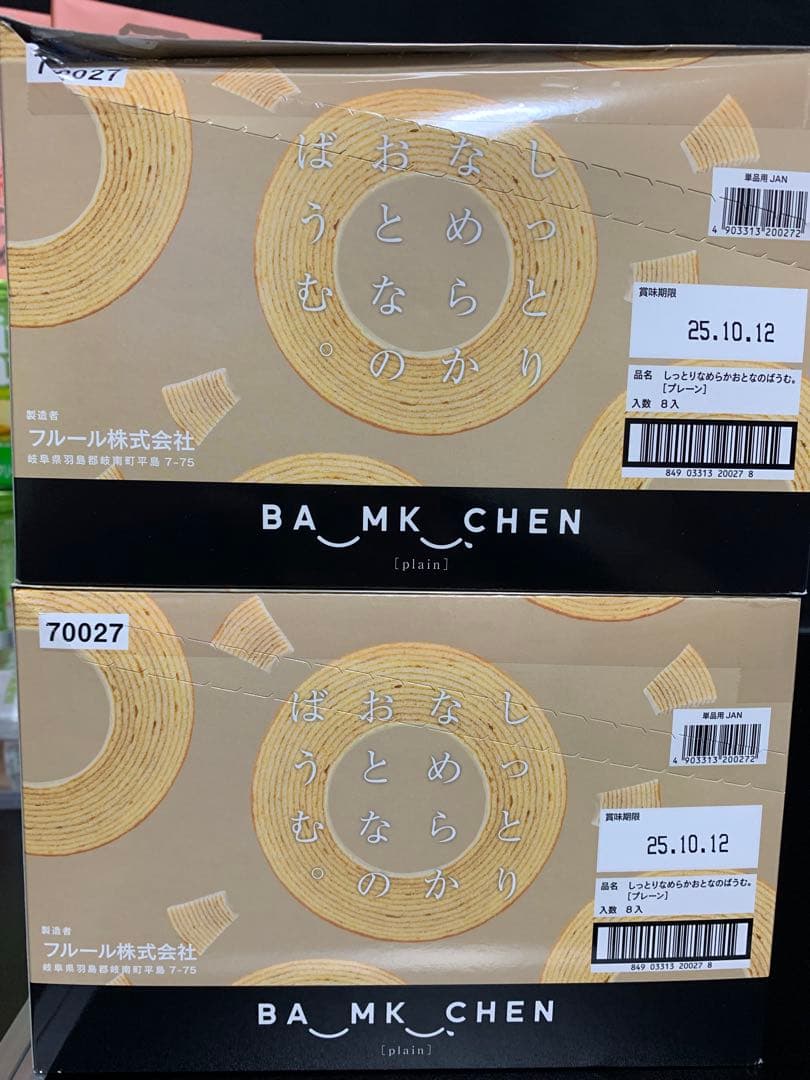 70027
しっとり
なめらか
おとなの
ばうむ。
単品用 JAN
4 903313 200272
賞味期限
25.10.12
品名 しっとりなめらかおとなのばうむ。
[プレーン]
入数 8入
849 03313 20027 8
製造者
フルール株式会社
岐阜県羽島郡岐南町平島 7-75
BA‿MK‿CHEN
[plain]
70027
しっとり
なめらか
おとなの
ばうむ。
単品用 JAN
4 903313 200272
賞味期限
25.10.12
品名 しっとりなめらかおとなのばうむ。
[プレーン]
入数 8入
849 03313 20027 8
製造者
フルール株式会社
岐阜県羽島郡岐南町平島 7-75
BA‿MK‿CHEN
[plain]